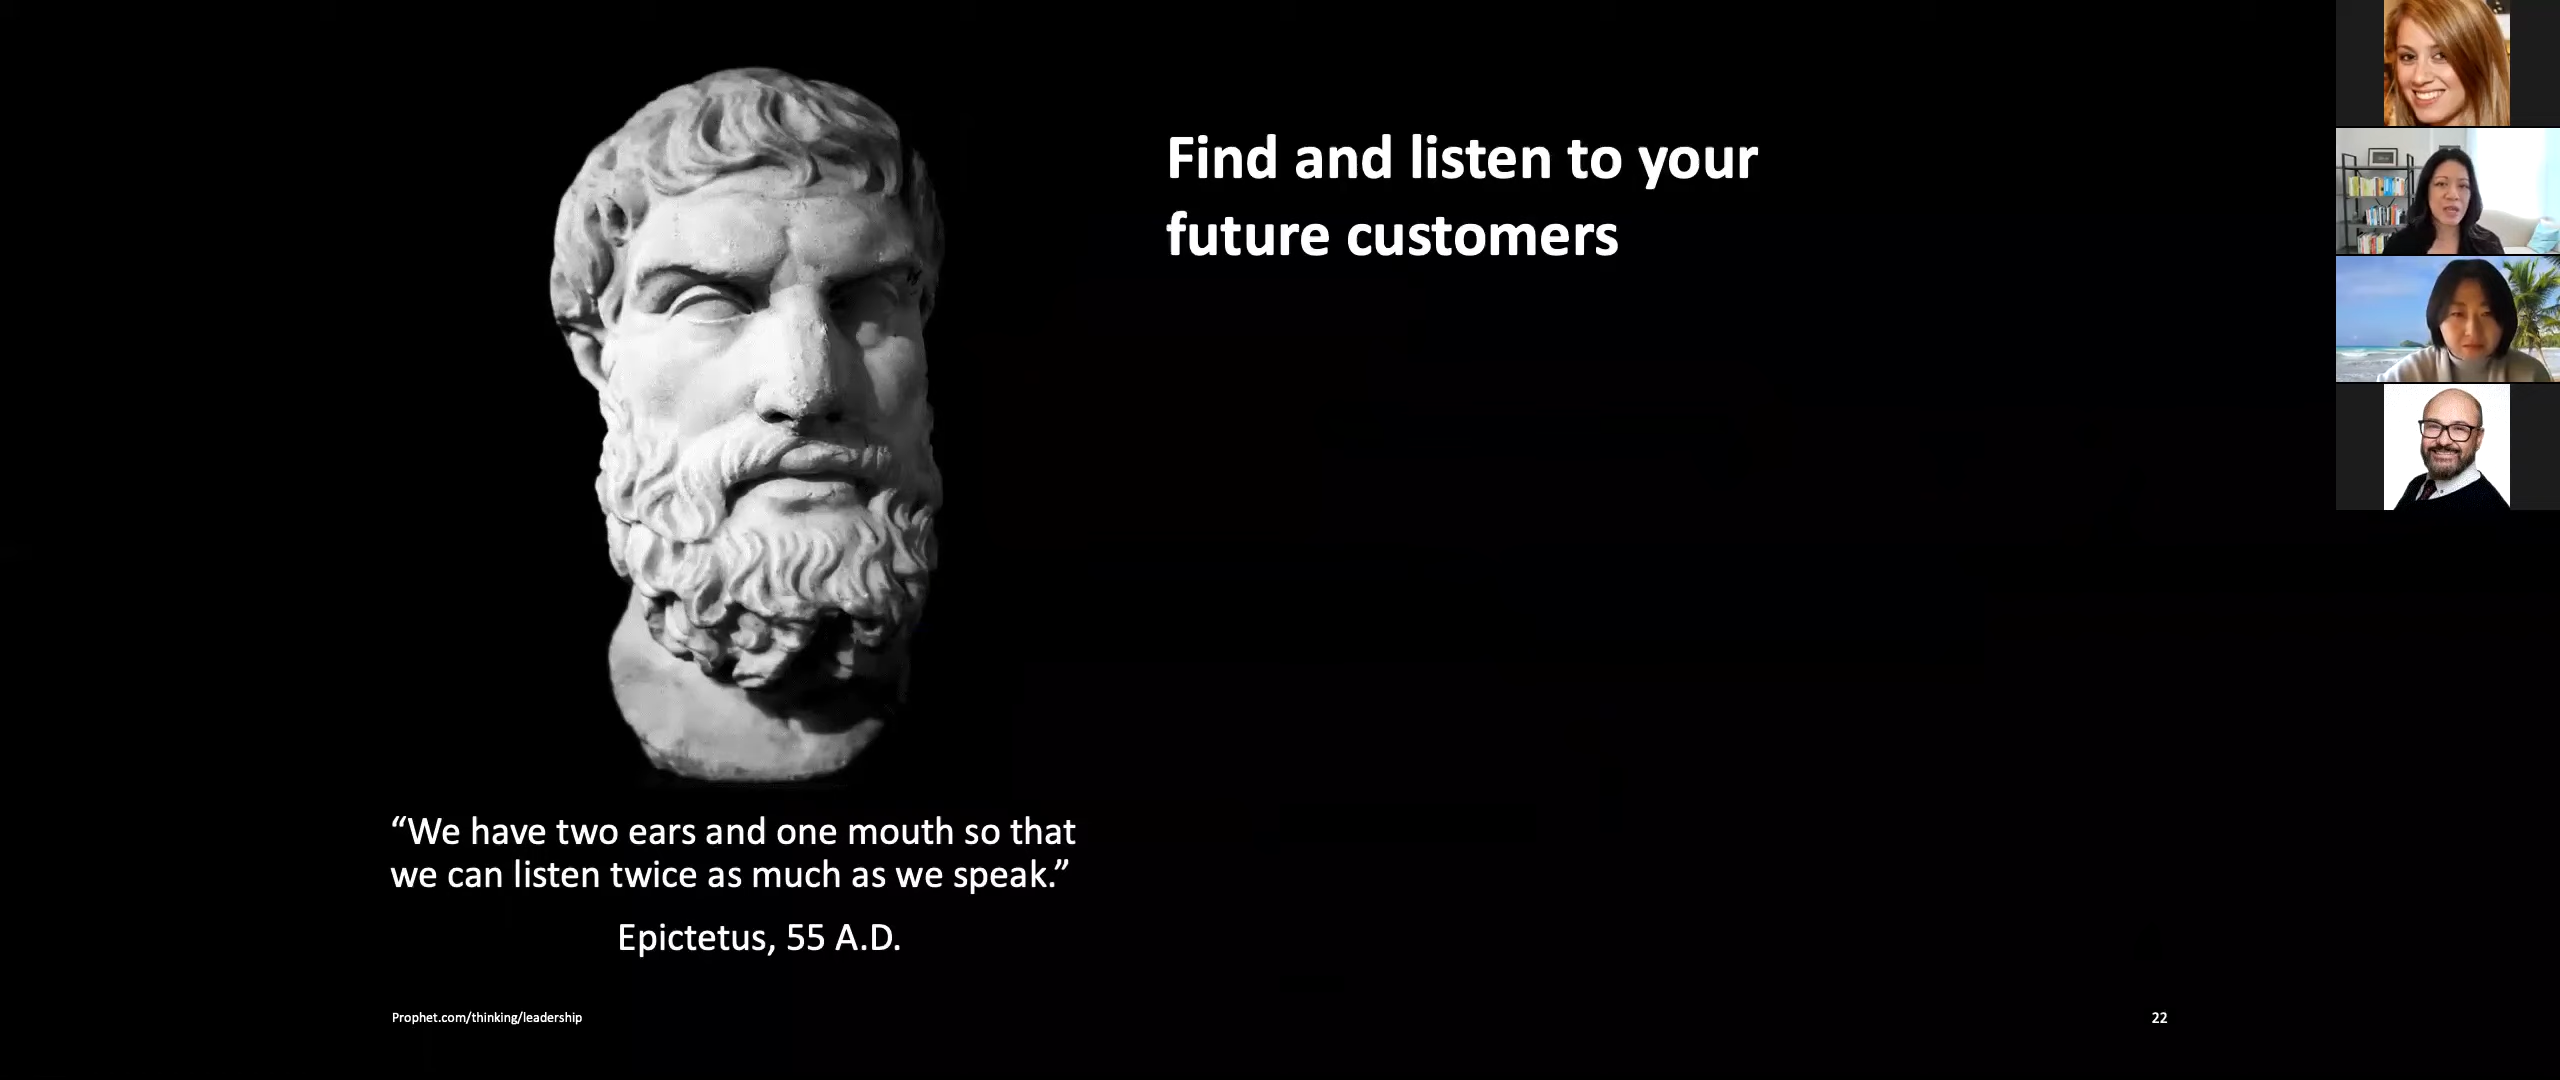 Find and listen to your
future customers
“We have two ears and one mouth so that
we can listen twice as much as we speak.”
Epictetus, 55 A.D.
Prophet.com/thinking/leadership
22